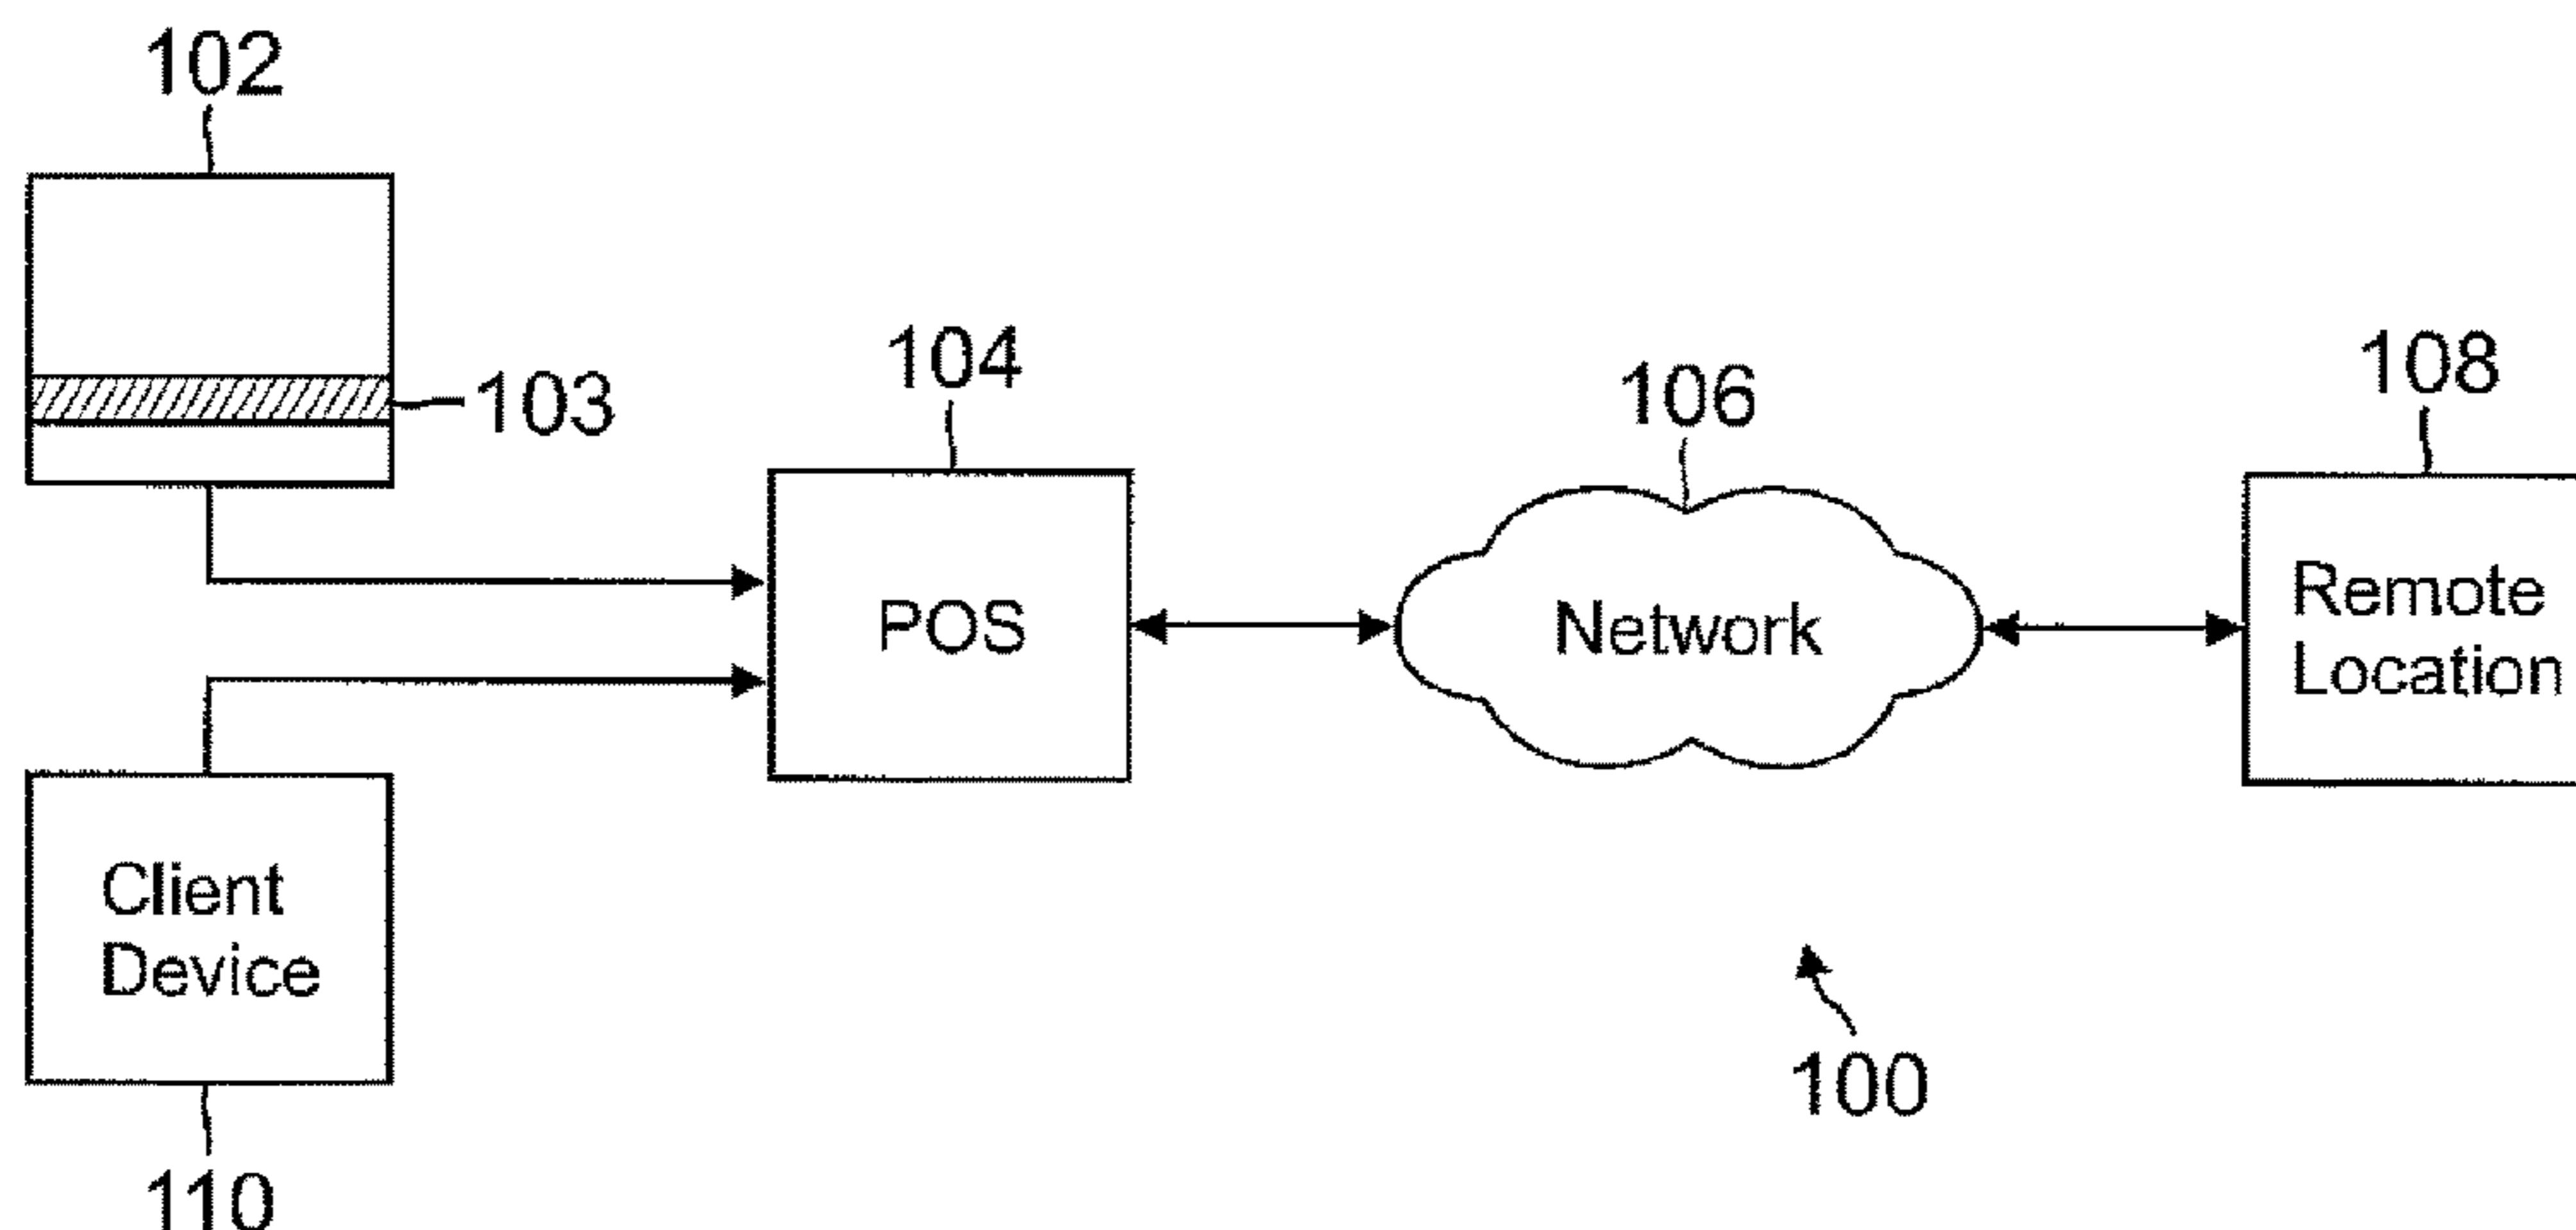 102
103
104
106
108
POS
Network
Remote
Location
Client
Device
100
110